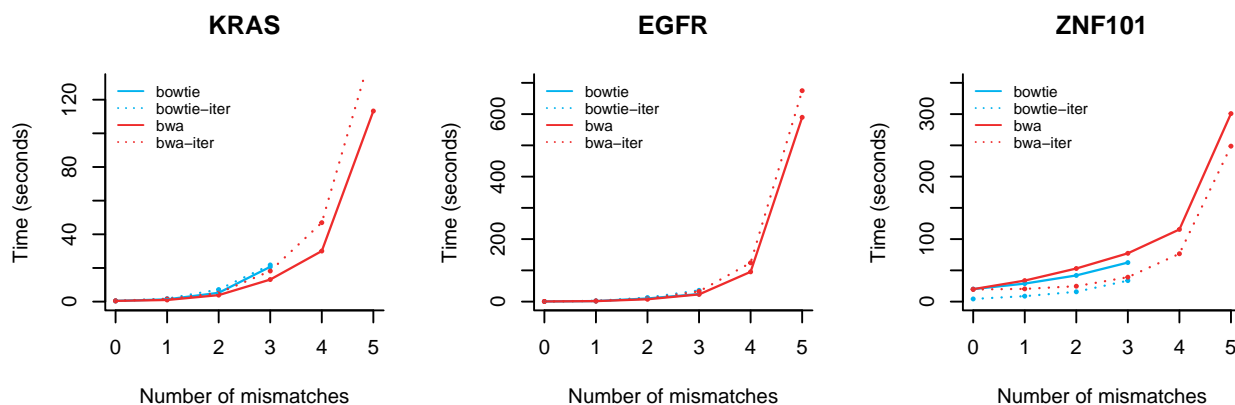 KRAS
Time (seconds)
120
80
40
0
bowtie
bowtie−iter
bwa
bwa−iter
0 1 2 3 4 5
Number of mismatches
EGFR
Time (seconds)
600
400
200
0
bowtie
bowtie−iter
bwa
bwa−iter
0 1 2 3 4 5
Number of mismatches
ZNF101
Time (seconds)
300
200
100
0
bowtie
bowtie−iter
bwa
bwa−iter
0 1 2 3 4 5
Number of mismatches